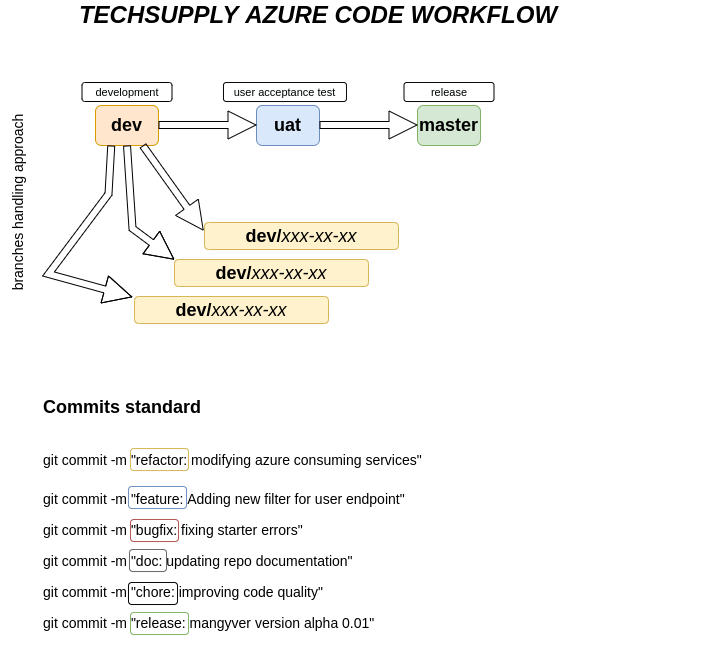 TECHSUPPLY AZURE CODE WORKFLOW
development
user acceptance test
release
dev
uat
master
branches handling approach
dev/xxx-xx-xx
dev/xxx-xx-xx
dev/xxx-xx-xx
Commits standard
git commit -m "refactor: modifying azure consuming services"
git commit -m "feature: Adding new filter for user endpoint"
git commit -m "bugfix: fixing starter errors"
git commit -m "doc: updating repo documentation"
git commit -m "chore: improving code quality"
git commit -m "release: mangyver version alpha 0.01"